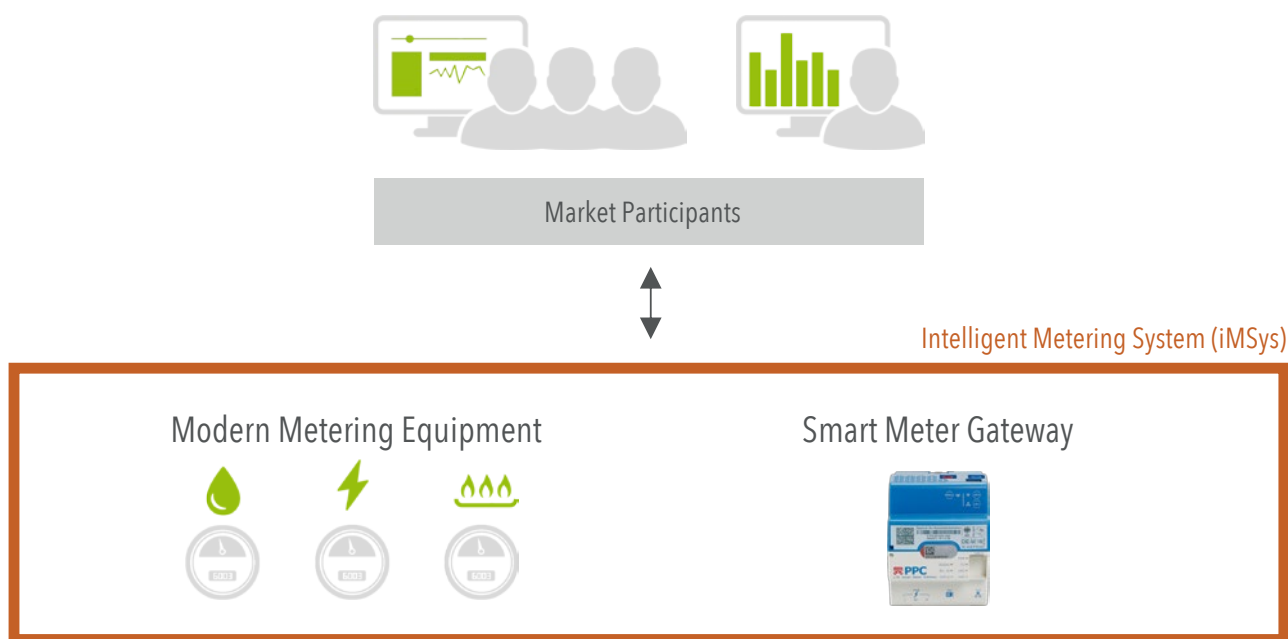 Market Participants
Intelligent Metering System (iMSys)
Modern Metering Equipment
Smart Meter Gateway
PPC